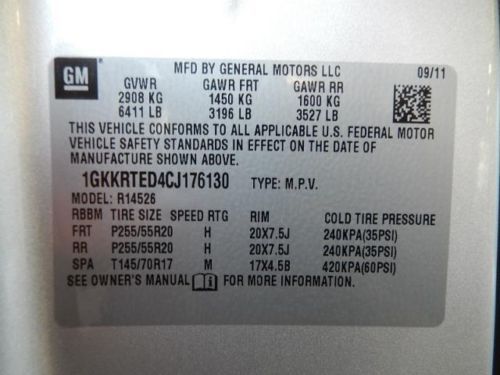 GM
MFD BY GENERAL MOTORS LLC 09/11
GVWR GAWR FRT GAWR RR
2908 KG 1450 KG 1600 KG
6411 LB 3196 LB 3527 LB
THIS VEHICLE CONFORMS TO ALL APPLICABLE U.S. FEDERAL MOTOR
VEHICLE SAFETY STANDARDS IN EFFECT ON THE DATE OF
MANUFACTURE SHOWN ABOVE.
1GKKRTED4CJ176130 TYPE: M.P.V.
MODEL: R14526
RBBM TIRE SIZE SPEED RTG RIM COLD TIRE PRESSURE
FRT P255/55R20 H 20X7.5J 240KPA(35PSI)
RR P255/55R20 H 20X7.5J 240KPA(35PSI)
SPA T145/70R17 M 17X4.5B 420KPA(60PSI)
SEE OWNER'S MANUAL FOR MORE INFORMATION.